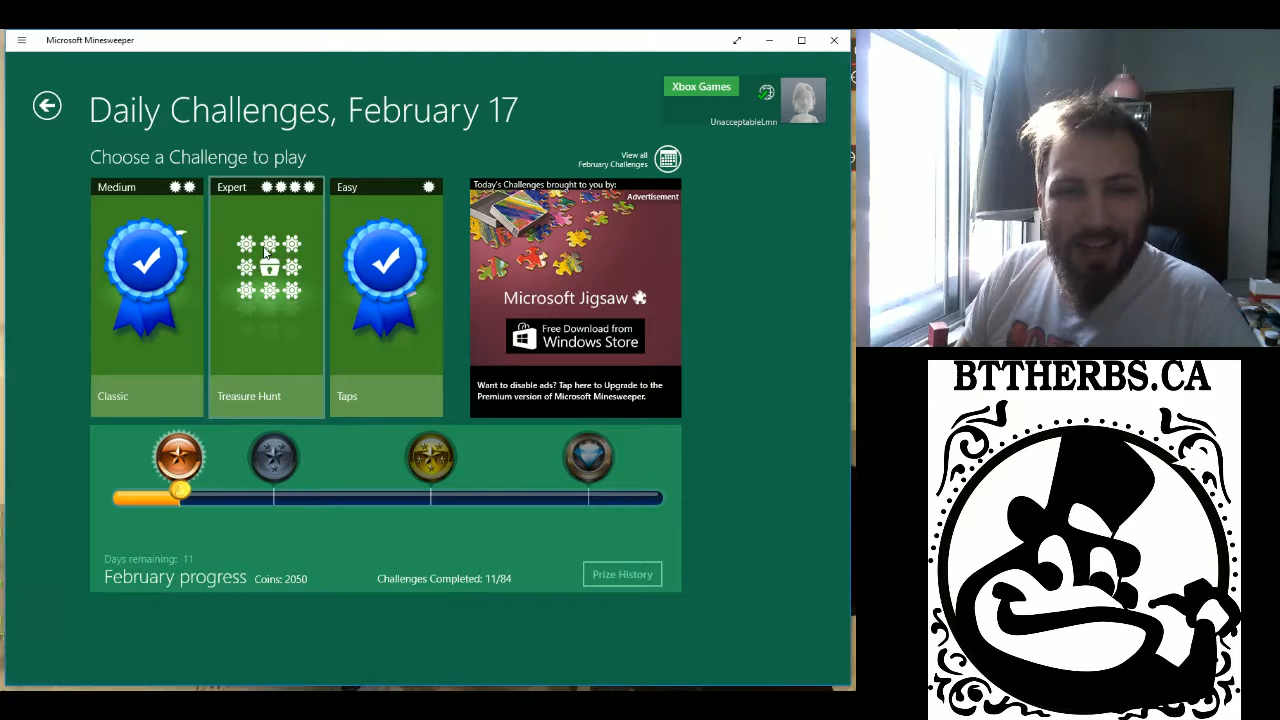 Microsoft Minesweeper
Daily Challenges, February 17
Xbox Games
UnacceptableLmn
Choose a Challenge to play
View all
February Challenges
Medium
Expert
Easy
Classic
Treasure Hunt
Taps
Today's Challenges brought to you by:
Advertisement
Microsoft Jigsaw
Free Download from
Windows Store
Want to disable ads? Tap here to Upgrade to the
Premium version of Microsoft Minesweeper.
Days remaining: 11
February progress Coins: 2050
Challenges Completed: 11/84
Prize History
BTTHERBS.CA